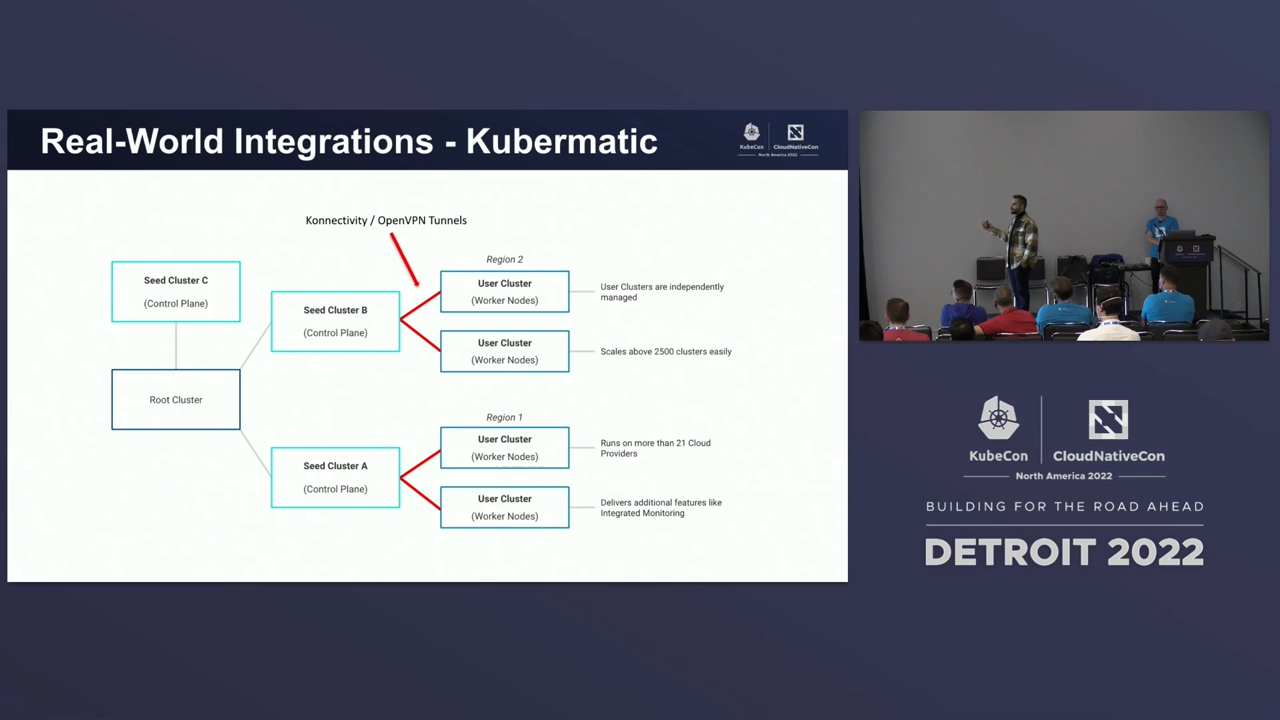 Real-World Integrations - Kubermatic
KubeCon
CloudNativeCon
North America 2022
Konnectivity / OpenVPN Tunnels
Seed Cluster C
(Control Plane)
Root Cluster
Seed Cluster B
(Control Plane)
Seed Cluster A
(Control Plane)
Region 2
User Cluster
(Worker Nodes)
User Clusters are independently
managed
User Cluster
(Worker Nodes)
Scales above 2500 clusters easily
Region 1
User Cluster
(Worker Nodes)
Runs on more than 21 Cloud
Providers
User Cluster
(Worker Nodes)
Delivers additional features like
Integrated Monitoring
KubeCon
CloudNativeCon
North America 2022
BUILDING FOR THE ROAD AHEAD
DETROIT 2022